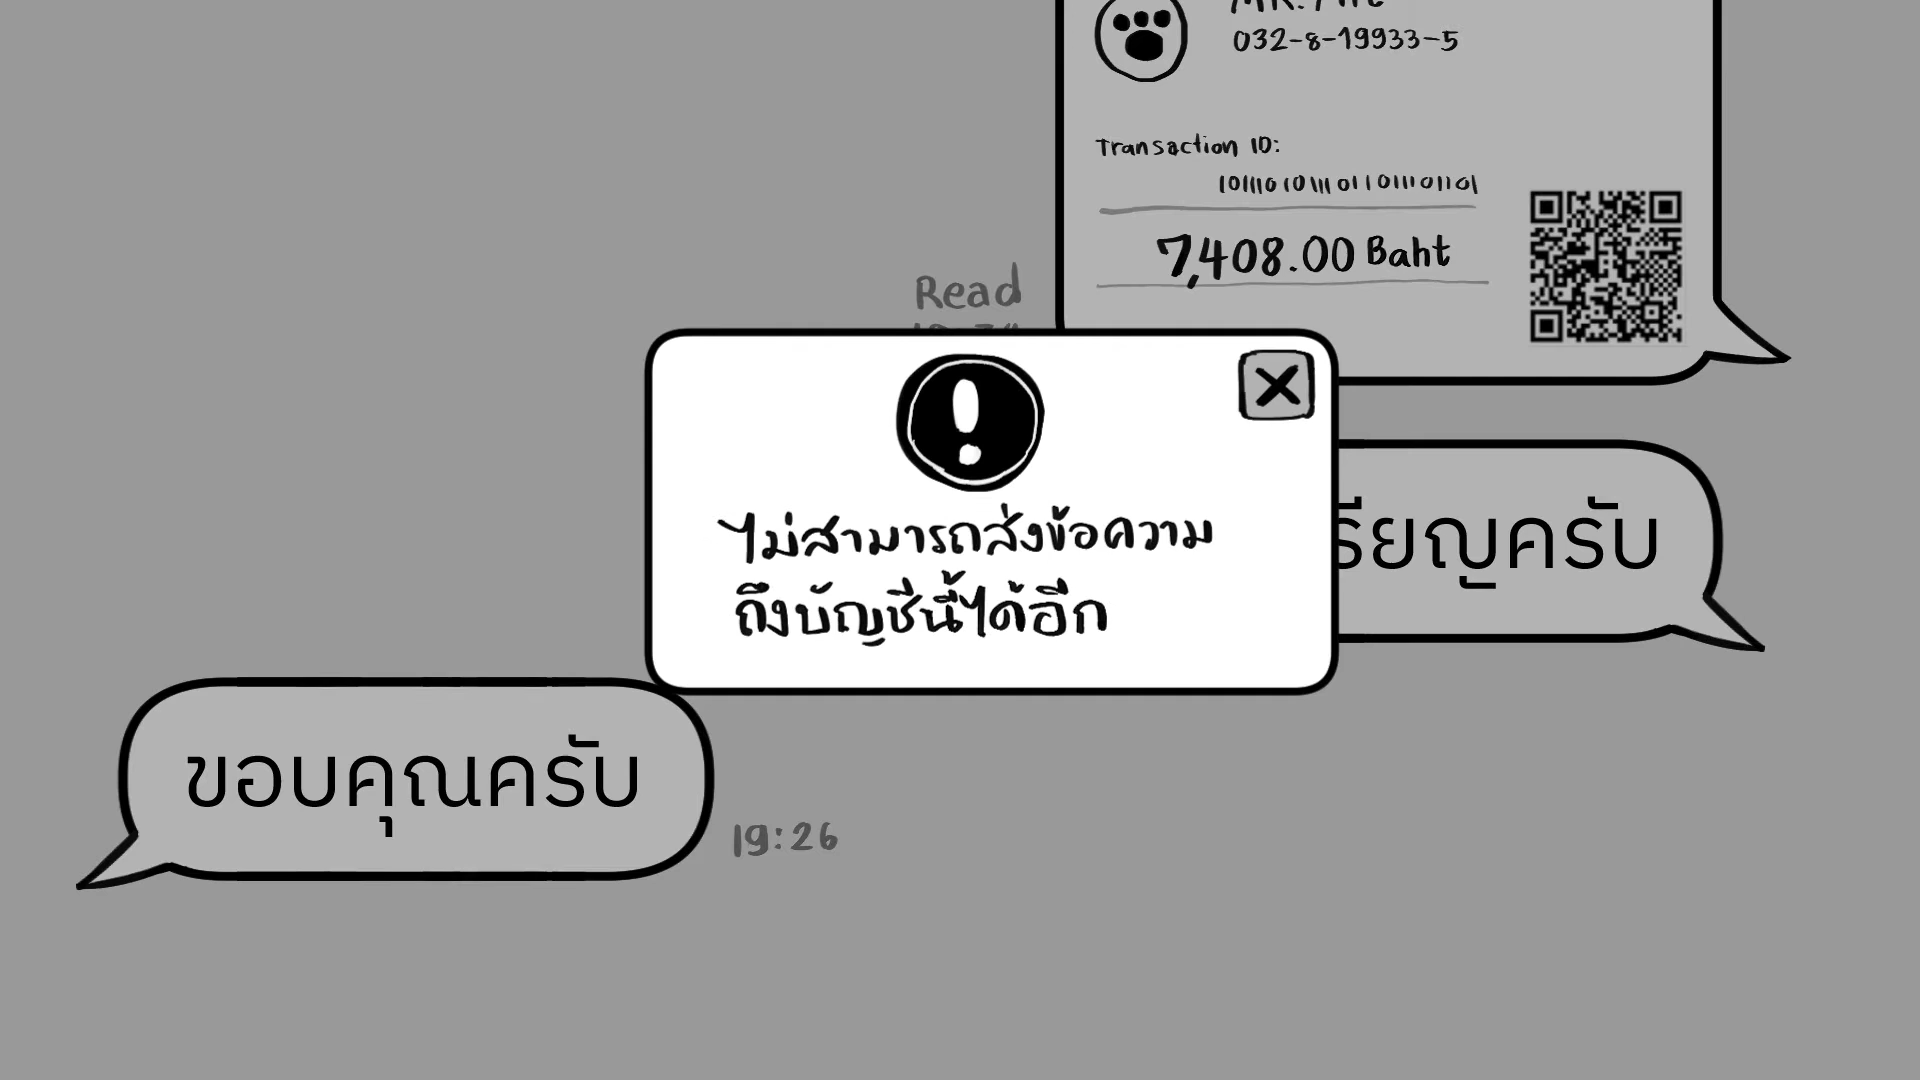 032-8-19933-5
Transaction ID:
7,408.00 Baht
Read
ไม่สามารถส่งข้อความ
ถึงบัญชีนี้ได้อีก
รียญครับ
ขอบคุณครับ
19:26